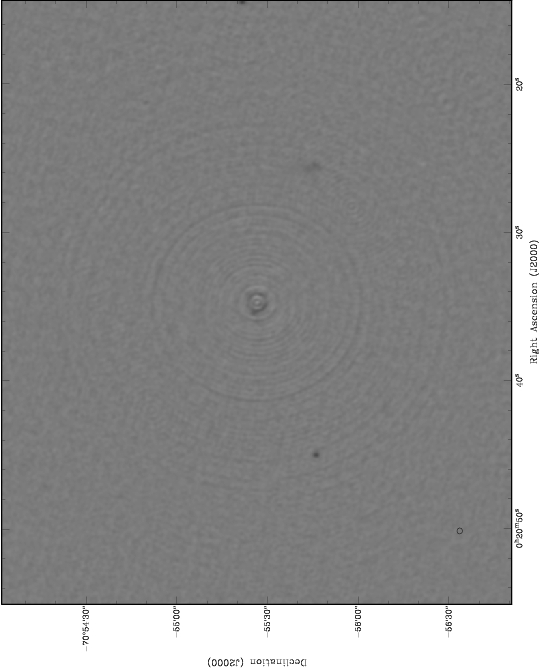 20ˢ
30ˢ
40ˢ
0ʰ20ᵐ50ˢ
Right Ascension (J2000)
−70°54'30"
−55'00"
−55'30"
−56'00"
−56'30"
Declination (J2000)